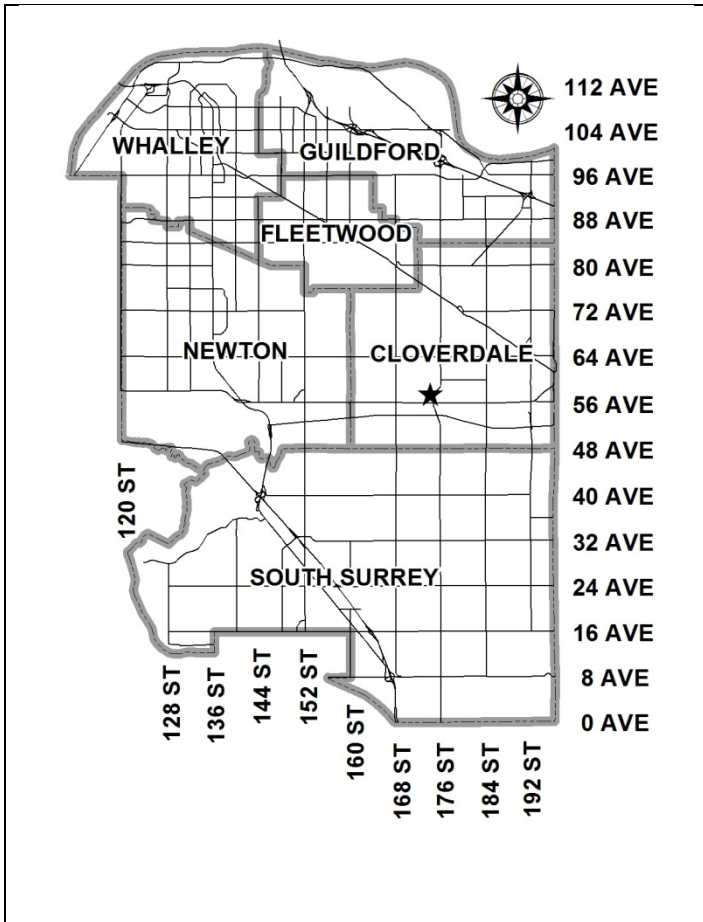 112 AVE
104 AVE
WHALLEY
GUILDFORD
96 AVE
88 AVE
FLEETWOOD
80 AVE
72 AVE
NEWTON
CLOVERDALE
64 AVE
56 AVE
48 AVE
120 ST
40 AVE
32 AVE
SOUTH SURREY
24 AVE
16 AVE
128 ST
136 ST
144 ST
152 ST
160 ST
8 AVE
0 AVE
168 ST
176 ST
184 ST
192 ST